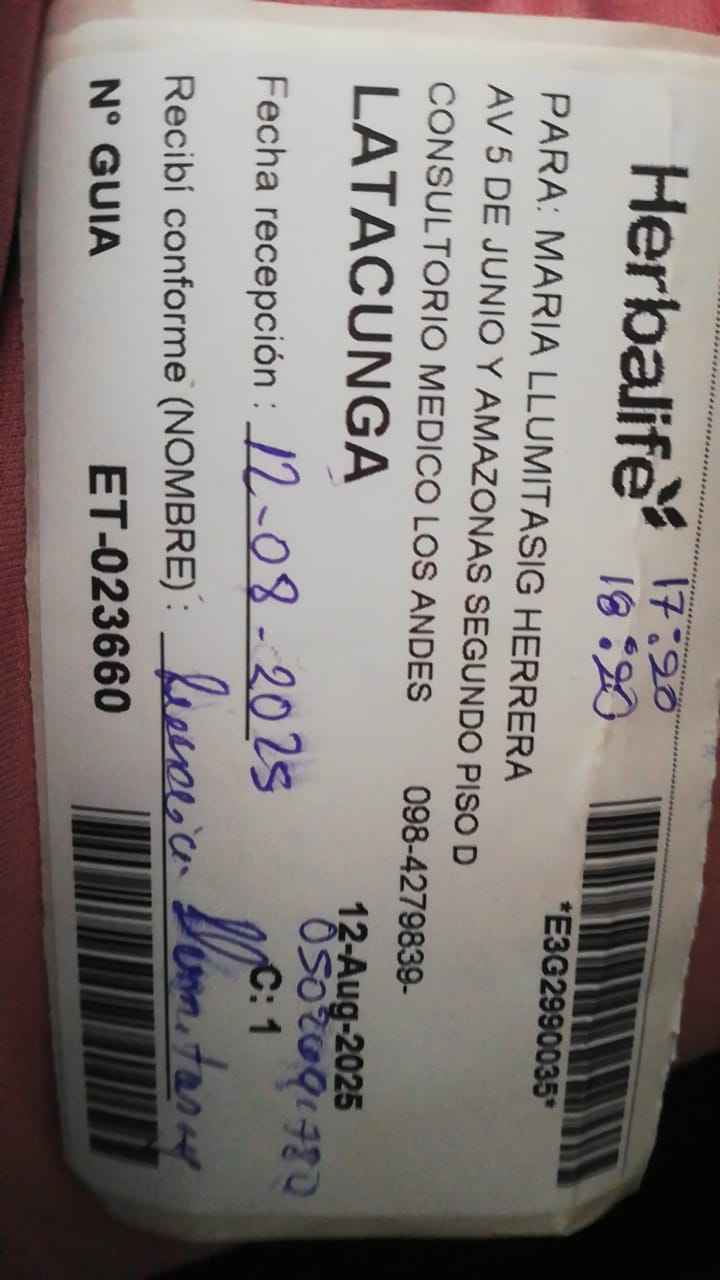 Herbalife
17:20
18:20
*E3G2990035*
PARA: MARIA LLUMITASIG HERRERA
AV 5 DE JUNIO Y AMAZONAS SEGUNDO PISO D
CONSULTORIO MEDICO LOS ANDES 098-4279839-
LATACUNGA 12-Aug-2025
Fecha recepción : 12-08-2025 C: 1
Recibí conforme (NOMBRE) :
N° GUIA ET-023660